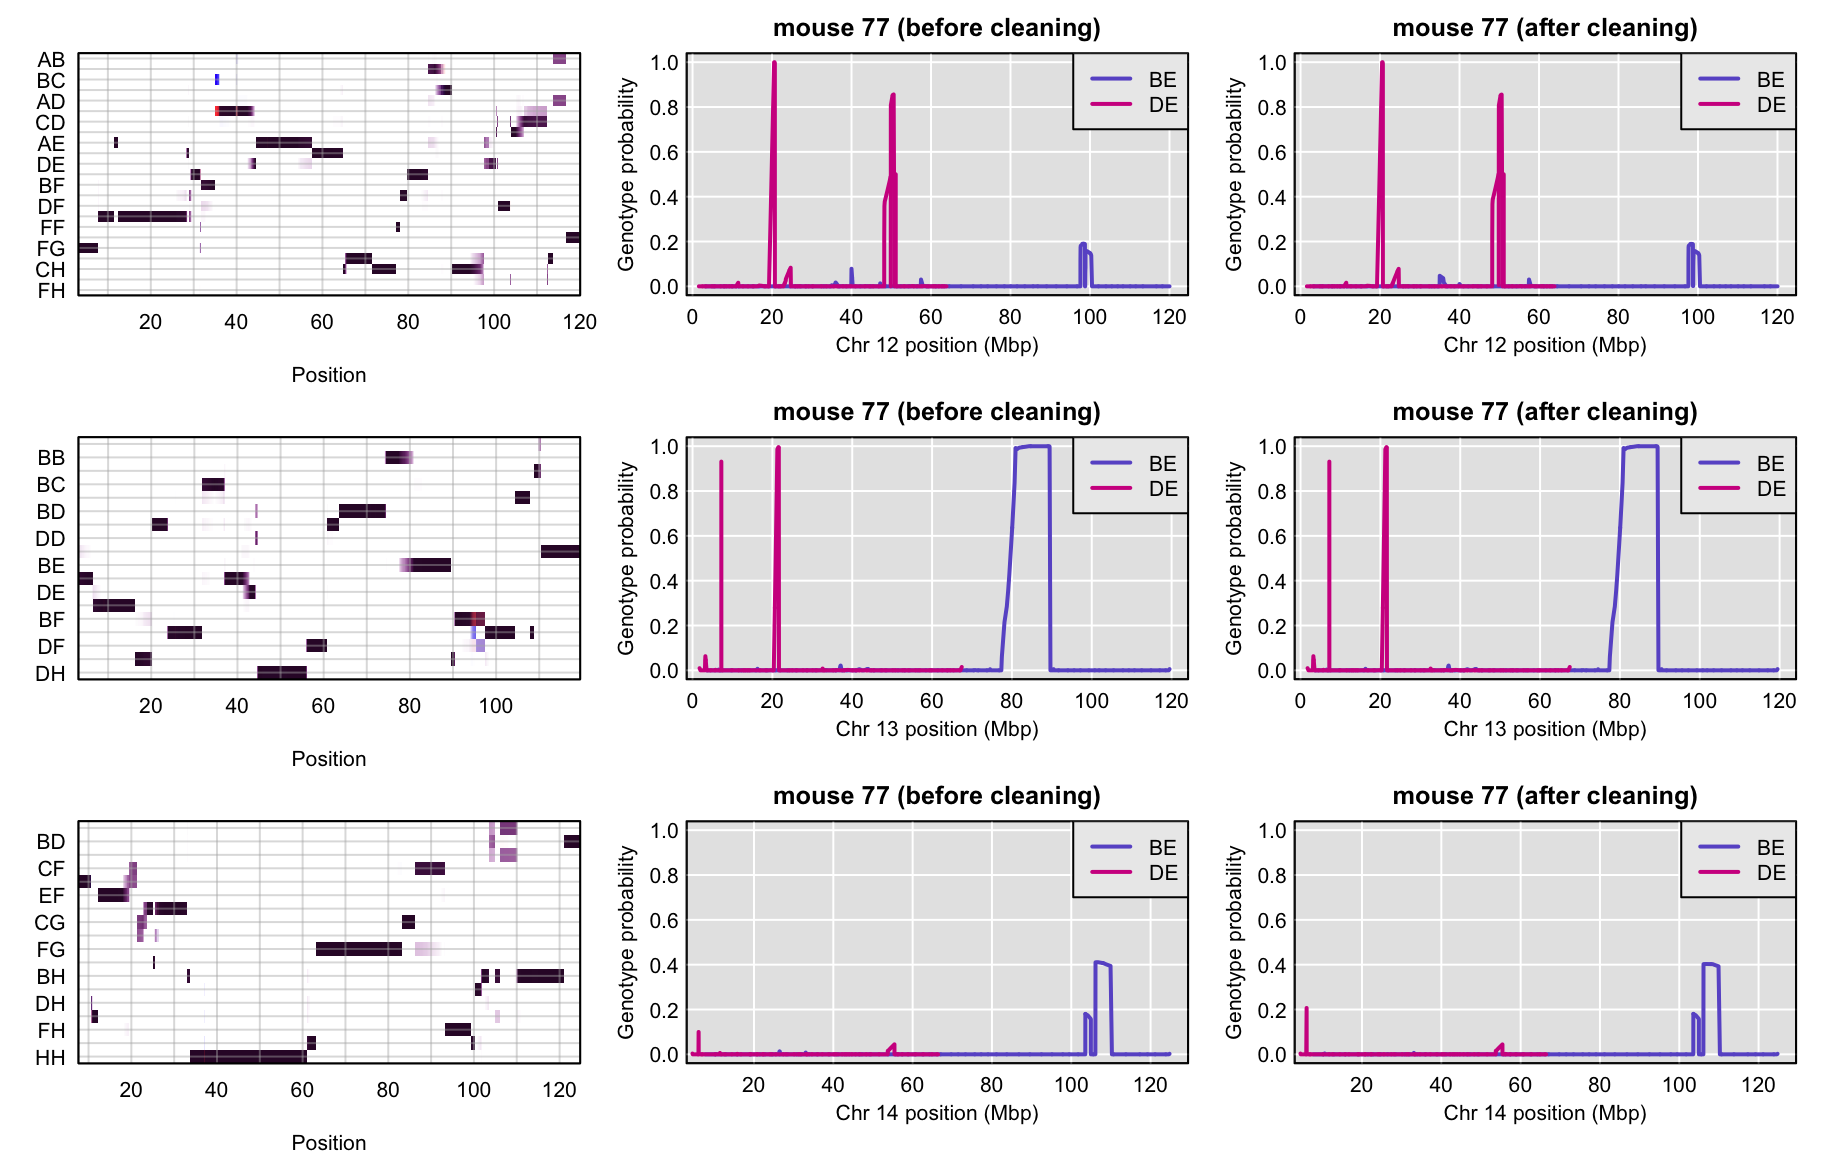 AB
BC
AD
CD
AE
DE
BF
DF
FF
FG
CH
FH
20 40 60 80 100 120
Position
mouse 77 (before cleaning)
BE
DE
Genotype probability
1.0
0.8
0.6
0.4
0.2
0.0
0 20 40 60 80 100 120
Chr 12 position (Mbp)
mouse 77 (after cleaning)
BE
DE
Genotype probability
1.0
0.8
0.6
0.4
0.2
0.0
0 20 40 60 80 100 120
Chr 12 position (Mbp)
BB
BC
BD
DD
BE
DE
BF
DF
DH
20 40 60 80 100
Position
mouse 77 (before cleaning)
BE
DE
Genotype probability
1.0
0.8
0.6
0.4
0.2
0.0
0 20 40 60 80 100 120
Chr 13 position (Mbp)
mouse 77 (after cleaning)
BE
DE
Genotype probability
1.0
0.8
0.6
0.4
0.2
0.0
0 20 40 60 80 100 120
Chr 13 position (Mbp)
BD
CF
EF
CG
FG
BH
DH
FH
HH
20 40 60 80 100 120
Position
mouse 77 (before cleaning)
BE
DE
Genotype probability
1.0
0.8
0.6
0.4
0.2
0.0
20 40 60 80 100 120
Chr 14 position (Mbp)
mouse 77 (after cleaning)
BE
DE
Genotype probability
1.0
0.8
0.6
0.4
0.2
0.0
20 40 60 80 100 120
Chr 14 position (Mbp)